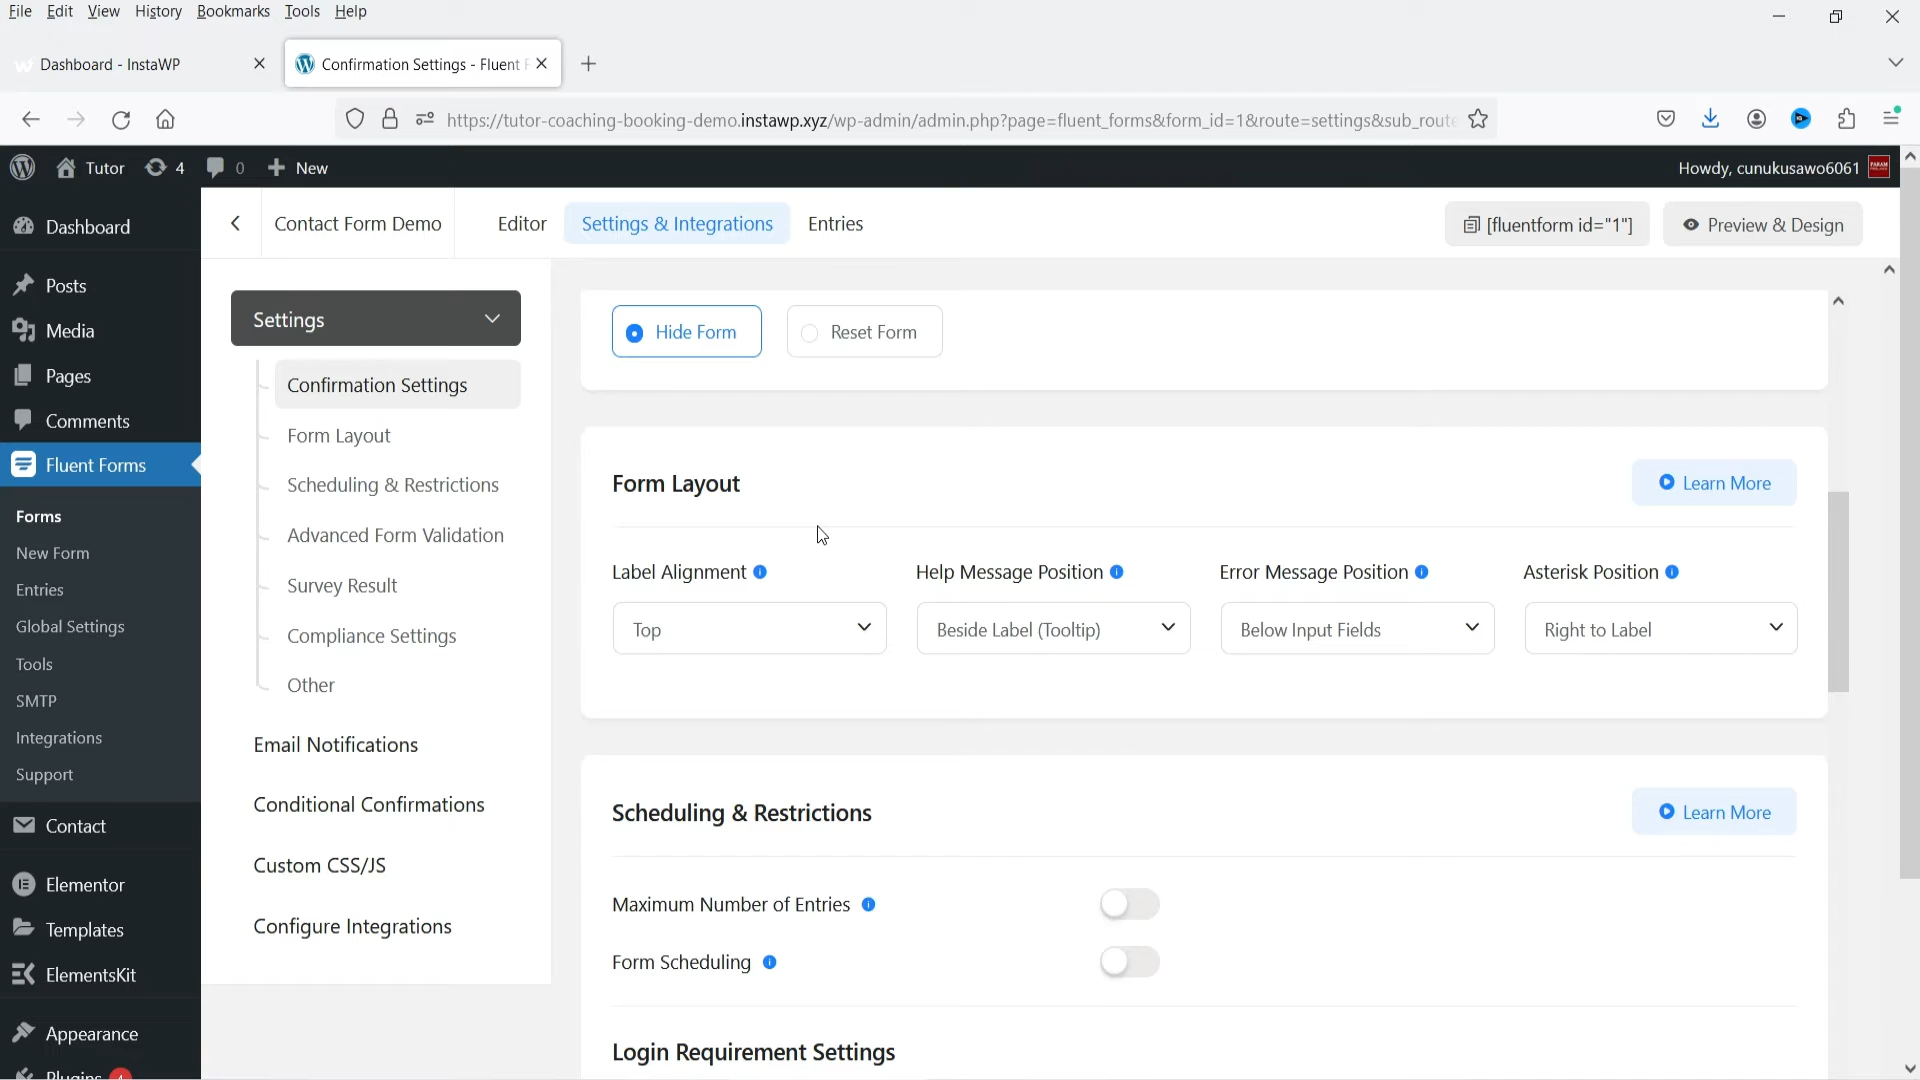 File Edit View History Bookmarks Tools Help
Dashboard - InstaWP
Confirmation Settings - Fluent F
https://tutor-coaching-booking-demo.instawp.xyz/wp-admin/admin.php?page=fluent_forms&form_id=1&route=settings&sub_route
Tutor 4 0 New
Howdy, cunukusawo6061
Dashboard
Posts
Media
Pages
Comments
Fluent Forms
Forms
New Form
Entries
Global Settings
Tools
SMTP
Integrations
Support
Contact
Elementor
Templates
ElementsKit
Appearance
Plugins 4
Contact Form Demo
Editor
Settings & Integrations
Entries
[fluentform id="1"]
Preview & Design
Settings
Confirmation Settings
Form Layout
Scheduling & Restrictions
Advanced Form Validation
Survey Result
Compliance Settings
Other
Email Notifications
Conditional Confirmations
Custom CSS/JS
Configure Integrations
Hide Form
Reset Form
Form Layout
Learn More
Label Alignment
Help Message Position
Error Message Position
Asterisk Position
Top
Beside Label (Tooltip)
Below Input Fields
Right to Label
Scheduling & Restrictions
Learn More
Maximum Number of Entries
Form Scheduling
Login Requirement Settings